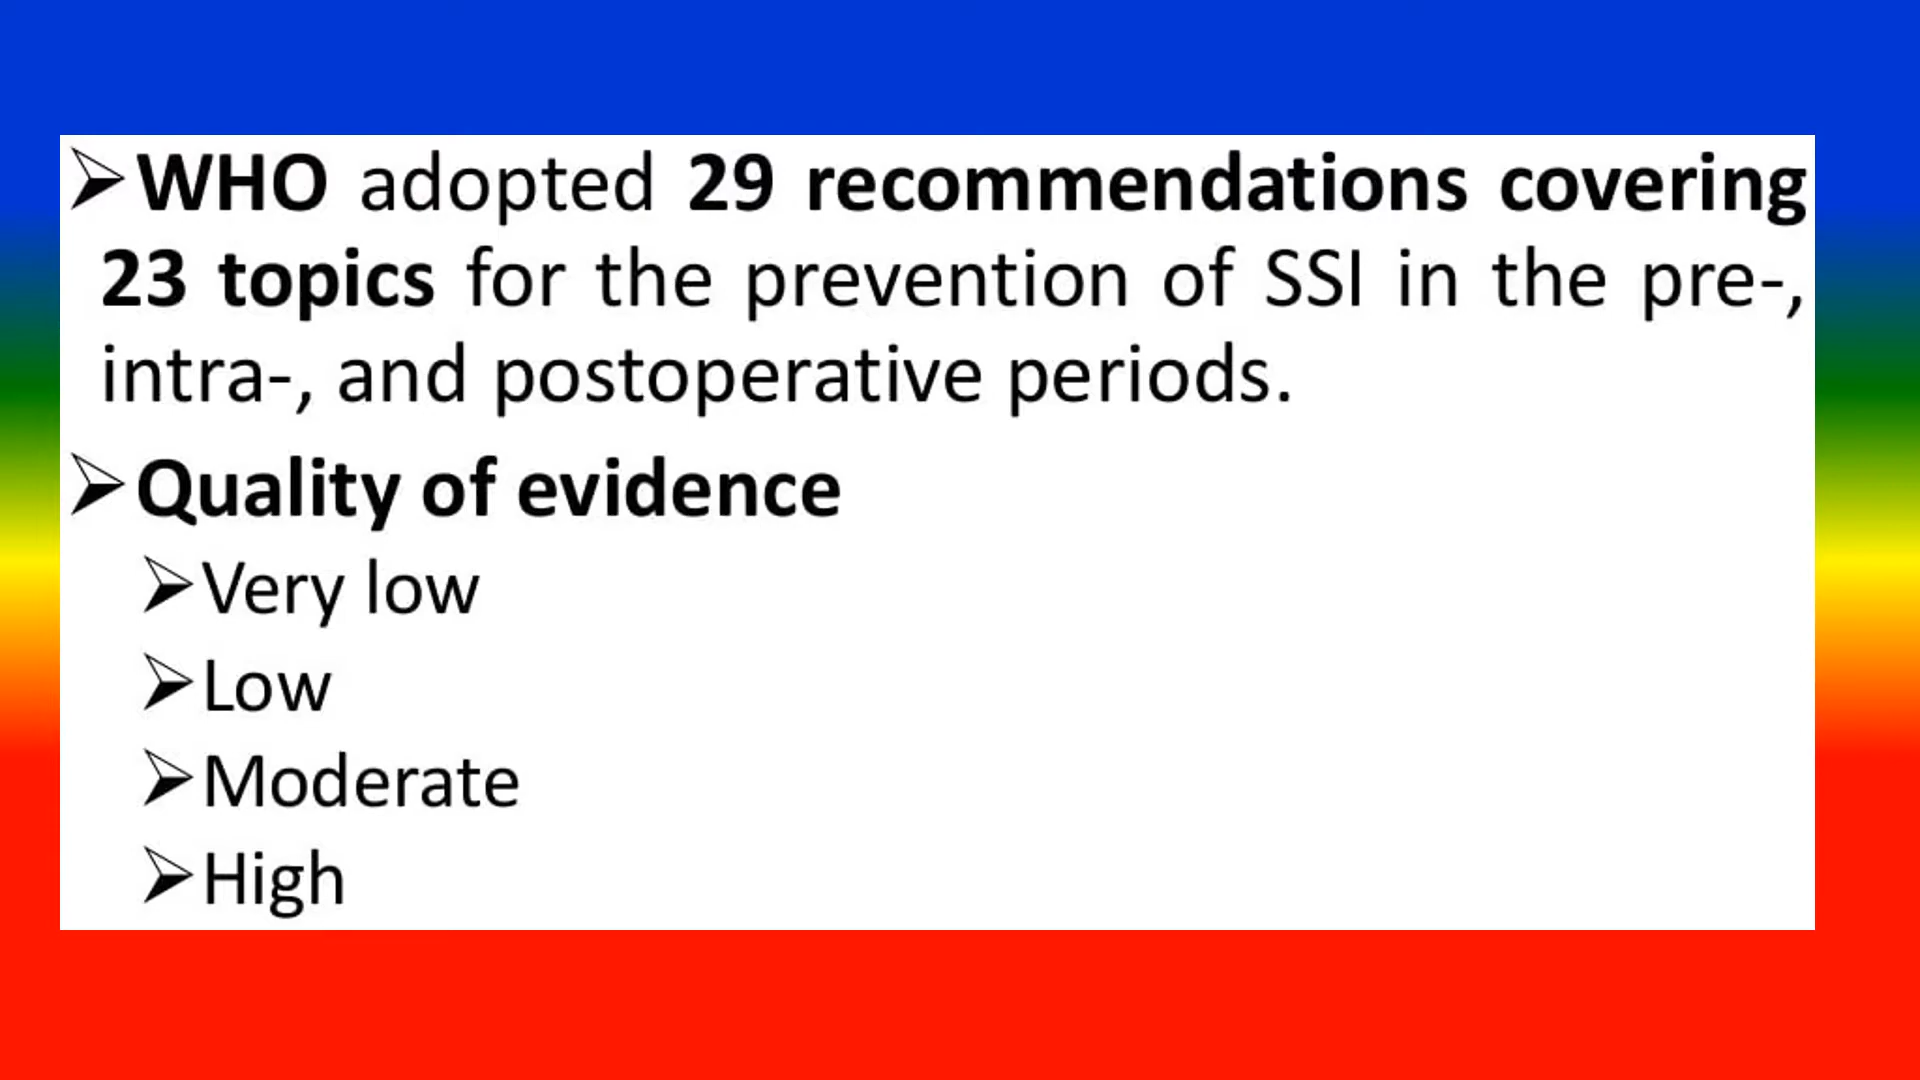 ➢WHO adopted 29 recommendations covering
23 topics for the prevention of SSI in the pre-,
intra-, and postoperative periods.
➢Quality of evidence
➢Very low
➢Low
➢Moderate
➢High